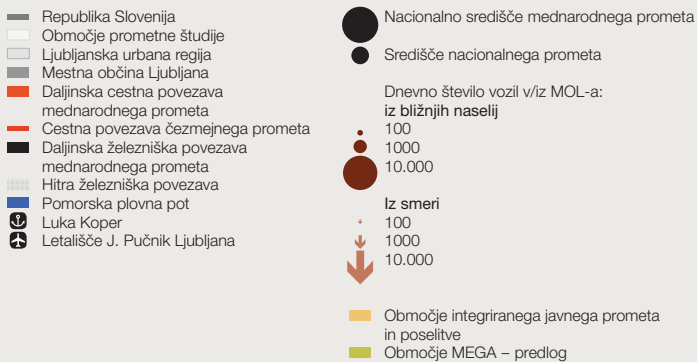 Republika Slovenija
Območje prometne študije
Ljubljanska urbana regija
Mestna občina Ljubljana
Daljinska cestna povezava
mednarodnega prometa
Cestna povezava čezmejnega prometa
Daljinska železniška povezava
mednarodnega prometa
Hitra železniška povezava
Pomorska plovna pot
Luka Koper
Letališče J. Pučnik Ljubljana
Nacionalno središče mednarodnega prometa
Središče nacionalnega prometa
Dnevno število vozil v/iz MOL-a:
iz bližnjih naselij
100
1000
10.000
Iz smeri
100
1000
10.000
Območje integriranega javnega prometa
in poselitve
Območje MEGA – predlog